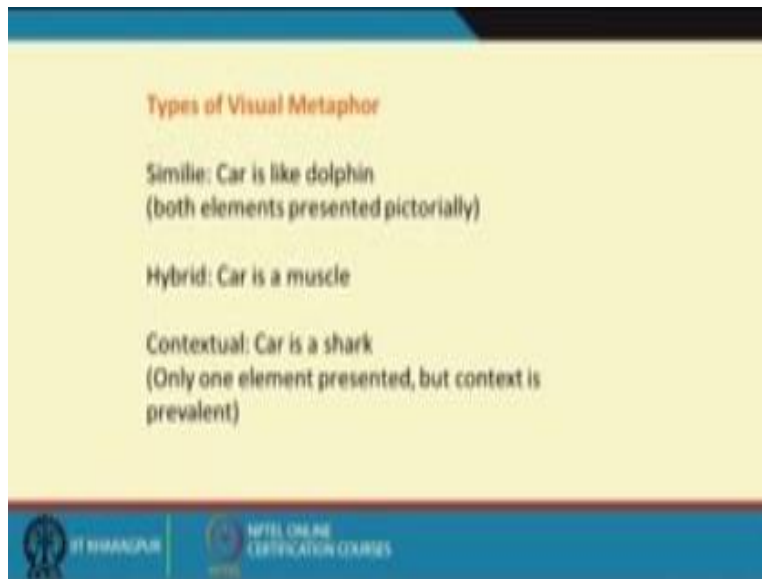 Types of Visual Metaphor
Similie: Car is like dolphin
(both elements presented pictorially)
Hybrid: Car is a muscle
Contextual: Car is a shark
(Only one element presented, but context is
prevalent)
IIT KHARAGPUR
NPTEL ONLINE
CERTIFICATION COURSES